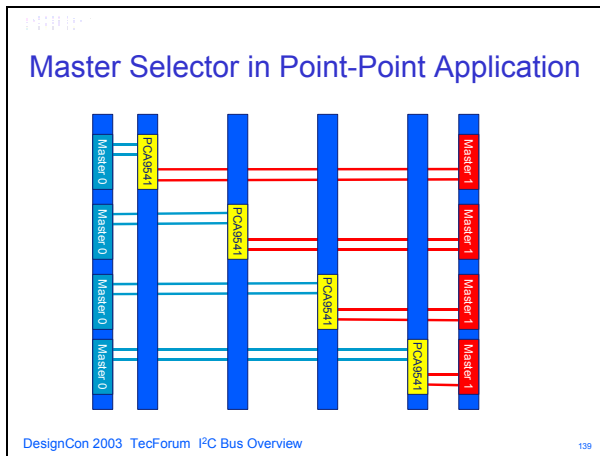 Master Selector in Point-Point Application
Master 0
PCA9541
Master 1
Master 0
PCA9541
Master 1
Master 0
PCA9541
Master 1
Master 0
PCA9541
Master 1
DesignCon 2003 TecForum I²C Bus Overview
139